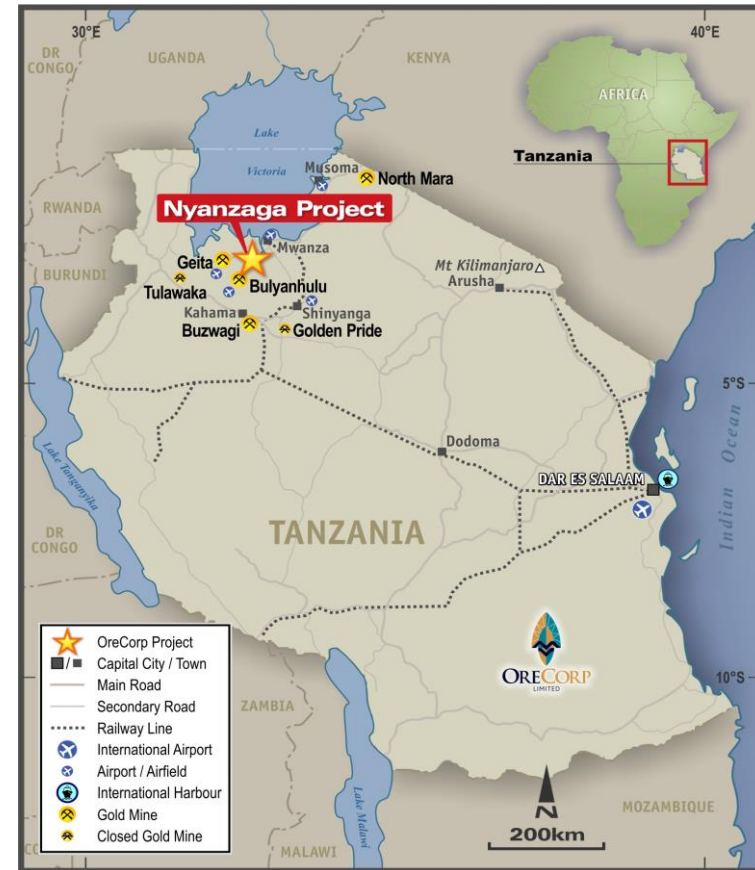 30°E
40°E
DR
CONGO
UGANDA
KENYA
AFRICA
Tanzania
Lake
Victoria
Musoma
North Mara
RWANDA
Nyanzaga Project
Mwanza
BURUNDI
Geita
Mt Kilimanjaro
Arusha
Tulawaka
Bulyanhulu
Kahama
Shinyanga
Buzwagi
Golden Pride
5°S
Lake Tanganyika
Dodoma
DAR ES SALAAM
Indian Ocean
DR
CONGO
TANZANIA
ORECORP
LIMITED
OreCorp Project
/ Capital City / Town
Main Road
Secondary Road
Railway Line
International Airport
Airport / Airfield
International Harbour
Gold Mine
Closed Gold Mine
ZAMBIA
10°S
Lake Malawi
MALAWI
N
200km
MOZAMBIQUE